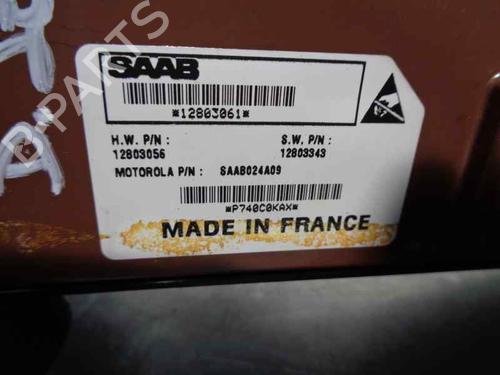 SAAB
*12803061*
H.W. P/N : S.W. P/N :
12803056 12803343
MOTOROLA P/N : SAAB024A09
*P740C0KAX*
MADE IN FRANCE
B-PARTS